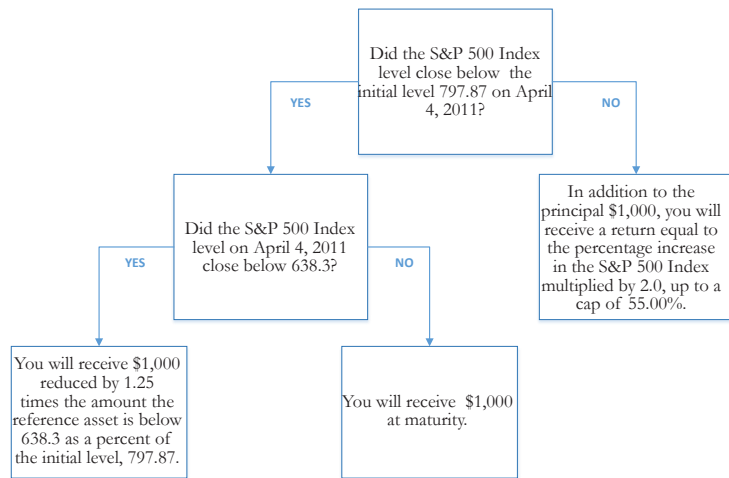 Did the S&P 500 Index
level close below the
initial level 797.87 on April
4, 2011?
YES
NO
Did the S&P 500 Index
level on April 4, 2011
close below 638.3?
In addition to the
principal $1,000, you will
receive a return equal to
the percentage increase
in the S&P 500 Index
multiplied by 2.0, up to a
cap of 55.00%.
YES
NO
You will receive $1,000
reduced by 1.25
times the amount the
reference asset is below
638.3 as a percent of
the initial level, 797.87.
You will receive $1,000
at maturity.